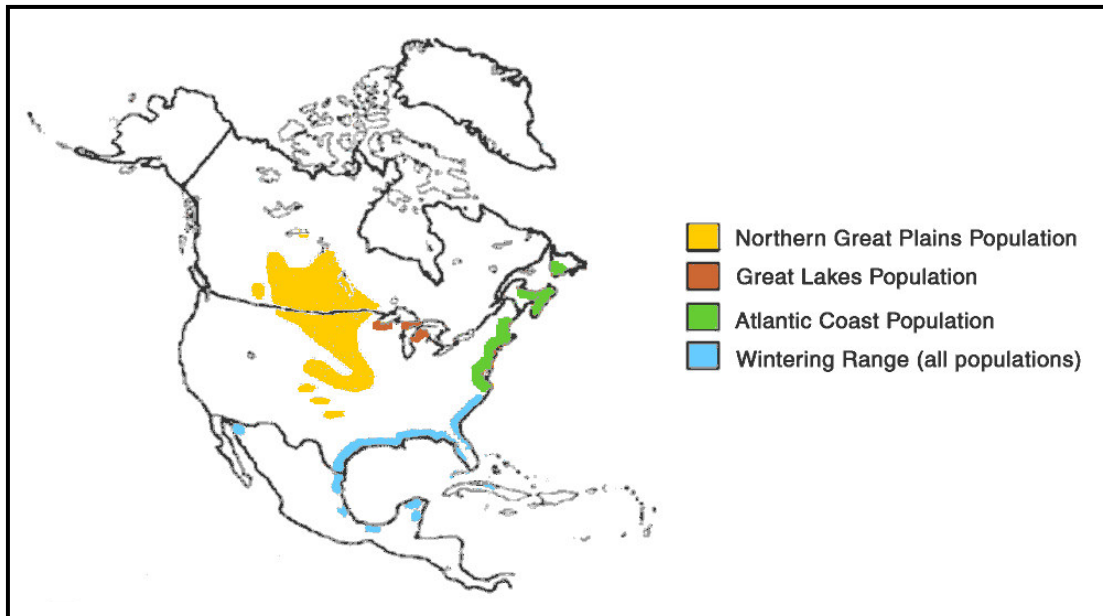 Northern Great Plains Population
Great Lakes Population
Atlantic Coast Population
Wintering Range (all populations)